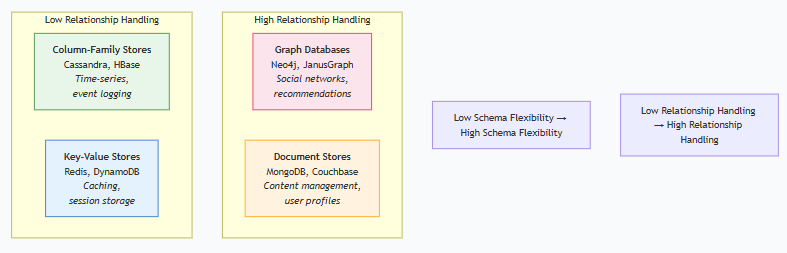 Low Relationship Handling
Column-Family Stores
Cassandra, HBase
Time-series,
event logging
Key-Value Stores
Redis, DynamoDB
Caching,
session storage
High Relationship Handling
Graph Databases
Neo4j, JanusGraph
Social networks,
recommendations
Document Stores
MongoDB, Couchbase
Content management,
user profiles
Low Schema Flexibility →
High Schema Flexibility
Low Relationship Handling
→ High Relationship
Handling